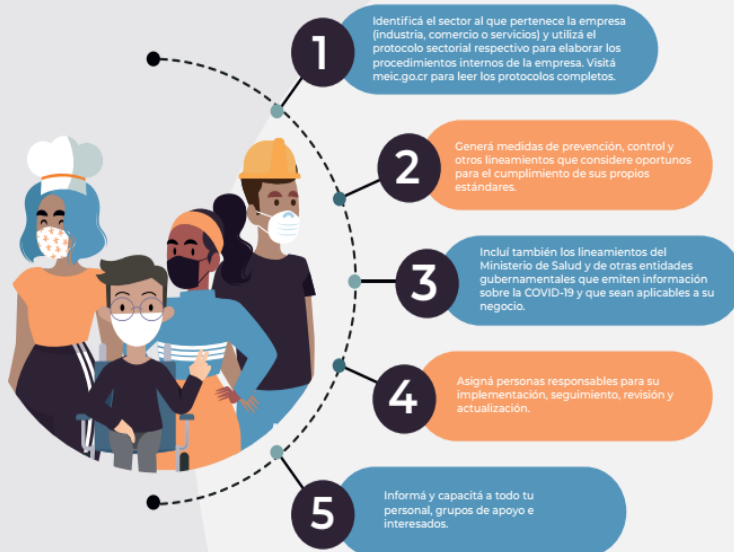 1
Identificá el sector al que pertenece la empresa
(industria, comercio o servicios) y utilizá el
protocolo sectorial respectivo para elaborar los
procedimientos internos de la empresa. Visitá
meic.go.cr para leer los protocolos completos.
2
Generá medidas de prevención, control y
otros lineamientos que considere oportunos
para el cumplimiento de sus propios
estándares.
3
Incluí también los lineamientos del
Ministerio de Salud y de otras entidades
gubernamentales que emiten información
sobre la COVID-19 y que sean aplicables a su
negocio.
4
Asigná personas responsables para su
implementación, seguimiento, revisión y
actualización.
5
Informá y capacitá a todo tu
personal, grupos de apoyo e
interesados.